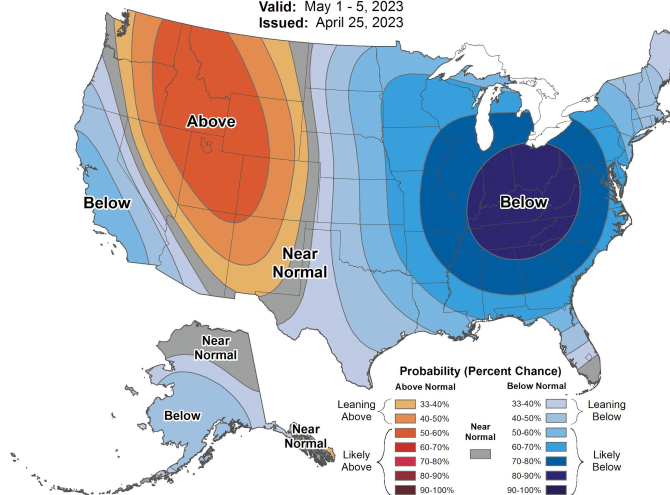 Valid: May 1 - 5, 2023
Issued: April 25, 2023
Above
Below
Below
Near
Normal
Near
Normal
Below
Near
Normal
Probability (Percent Chance)
Above Normal
Below Normal
Leaning
Above
33-40%
40-50%
50-60%
60-70%
70-80%
80-90%
90-100%
Likely
Above
Near
Normal
33-40%
40-50%
50-60%
60-70%
70-80%
80-90%
90-100%
Leaning
Below
Likely
Below